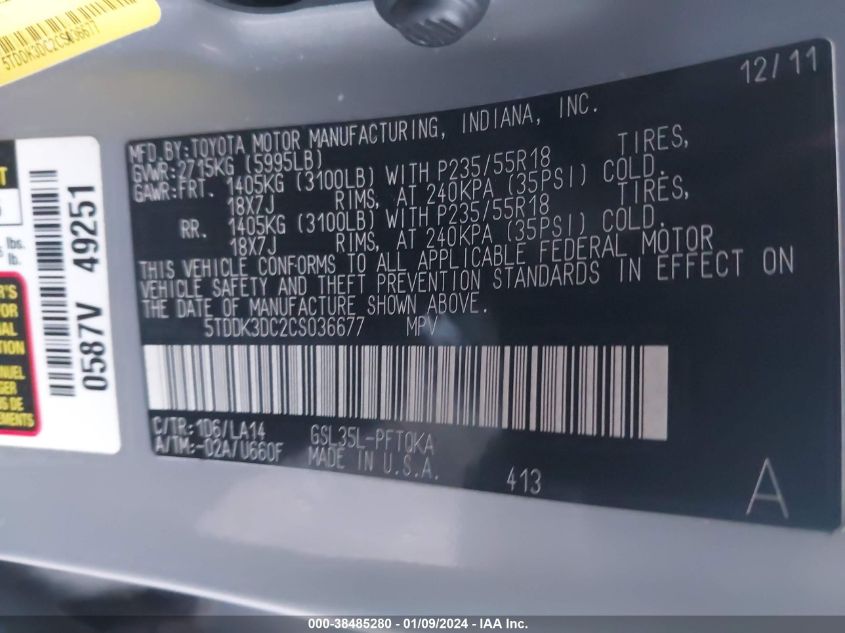 5TDDK3DC2CS036677
12/11
MFD.BY:TOYOTA MOTOR MANUFACTURING, INDIANA, INC.
GVWR:2715KG (5995LB)
GAWR:FRT. 1405KG (3100LB) WITH P235/55R18 TIRES,
18X7J RIMS, AT 240KPA (35PSI) COLD.
RR. 1405KG (3100LB) WITH P235/55R18 TIRES,
18X7J RIMS, AT 240KPA (35PSI) COLD.
THIS VEHICLE CONFORMS TO ALL APPLICABLE FEDERAL MOTOR
VEHICLE SAFETY AND THEFT PREVENTION STANDARDS IN EFFECT ON
THE DATE OF MANUFACTURE SHOWN ABOVE.
5TDDK3DC2CS036677 MPV
C/TR:1D6/LA14 GSL35L-PFTQKA
A/TM:-02A/U660F MADE IN U.S.A.
413
A
0587V 49251
lbs.
lb.
000-38485280 - 01/09/2024 - IAA Inc.